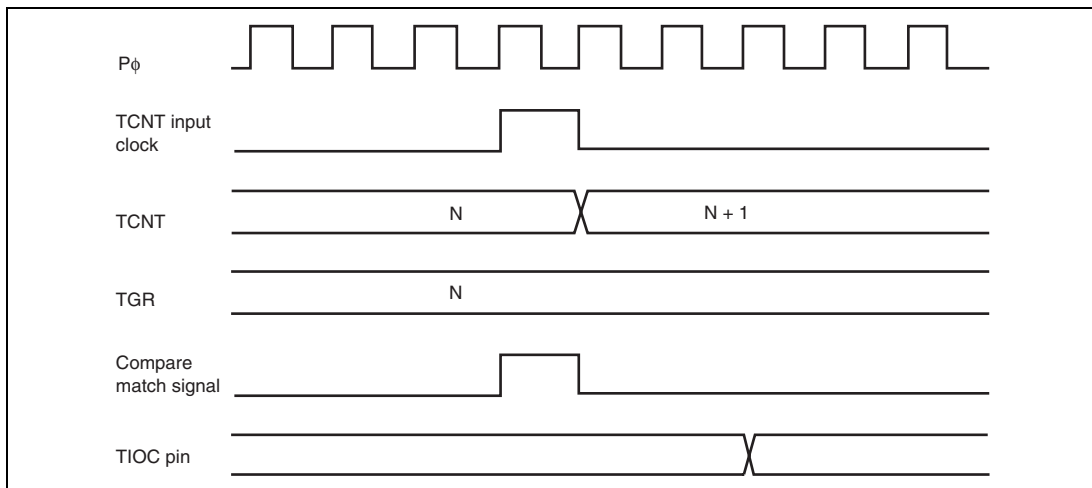 Pϕ
TCNT input
clock
TCNT
N
N + 1
TGR
N
Compare
match signal
TIOC pin